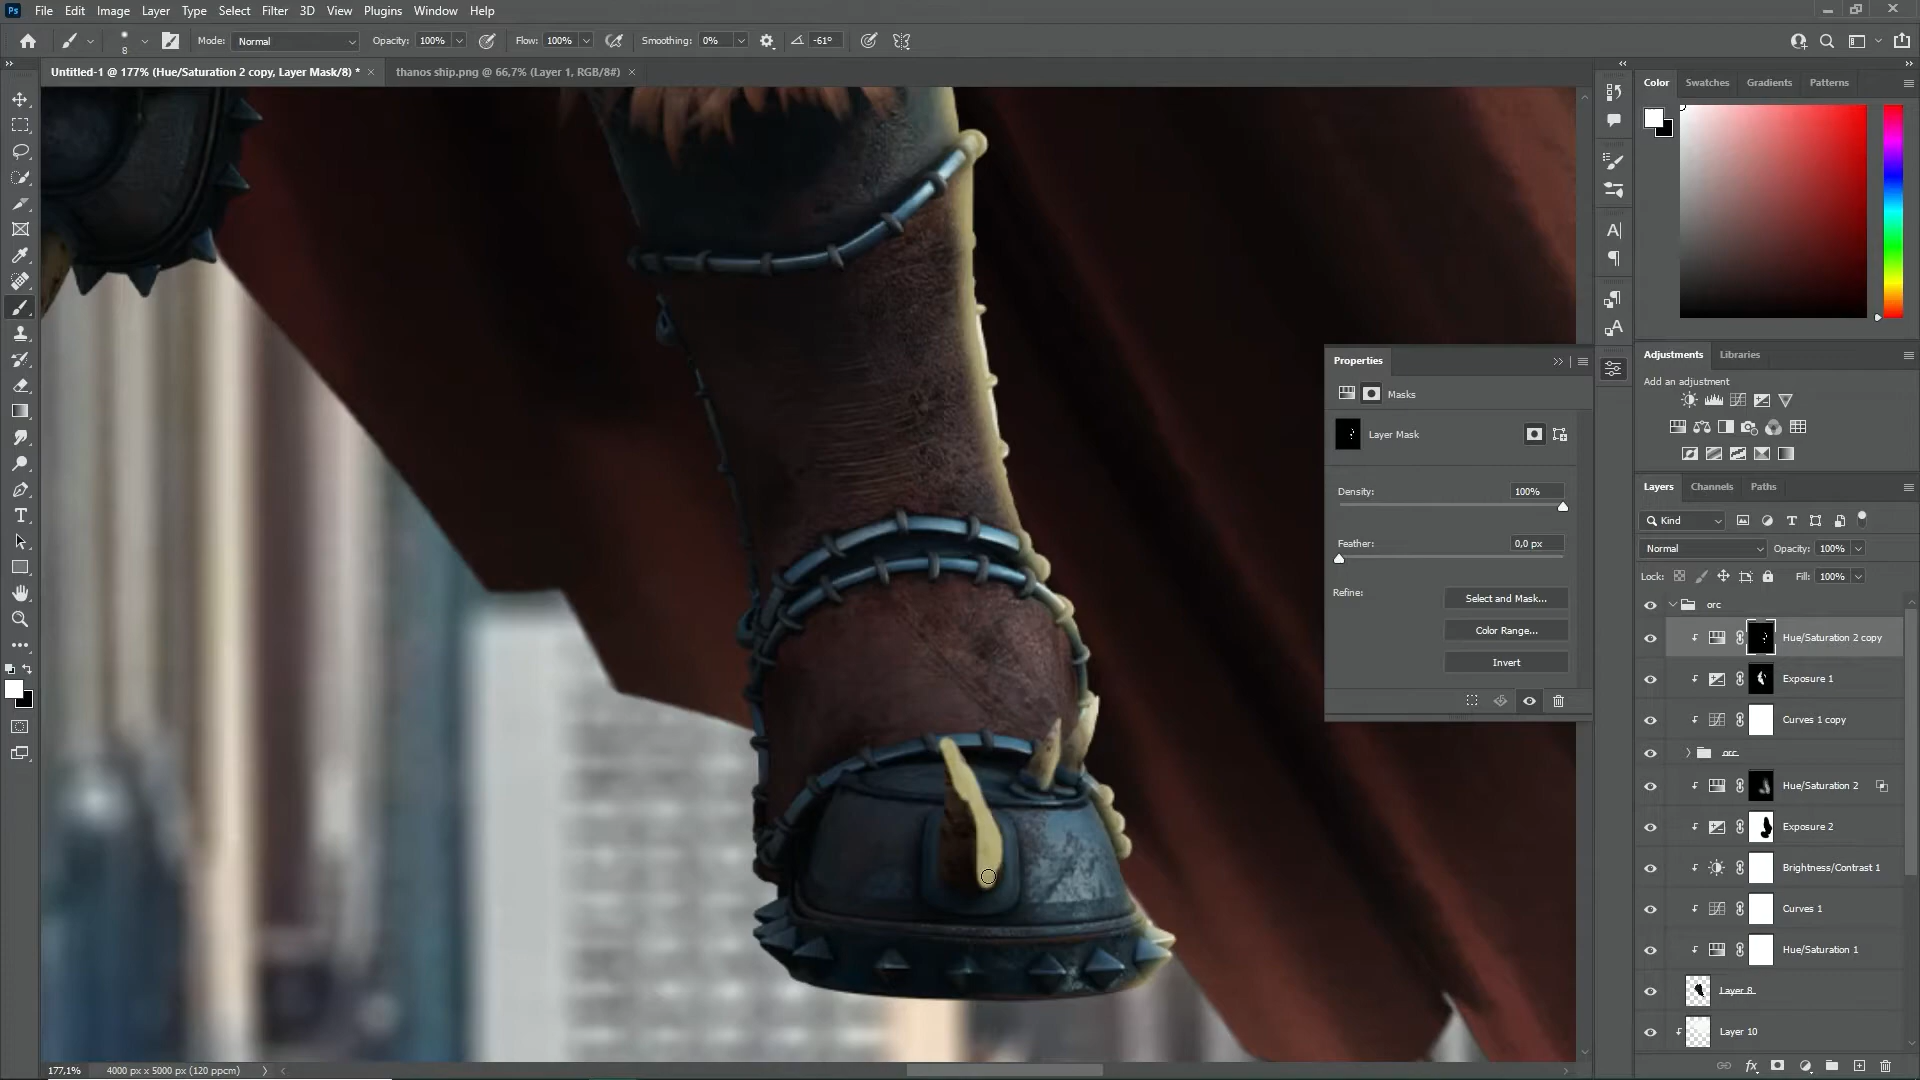 Ps File Edit Image Layer Type Select Filter 3D View Plugins Window Help
8 Mode: Normal Opacity: 100% Flow: 100% Smoothing: 0% -61°
Untitled-1 @ 177% (Hue/Saturation 2 copy, Layer Mask/8) * × thanos ship.png @ 66,7% (Layer 1, RGB/8#) ×
Color Swatches Gradients Patterns
Properties
Masks
Layer Mask
Density: 100%
Feather: 0,0 px
Refine: Select and Mask...
Color Range...
Invert
Adjustments Libraries
Add an adjustment
Layers Channels Paths
Kind
Normal Opacity: 100%
Lock: Fill: 100%
orc
Hue/Saturation 2 copy
Exposure 1
Curves 1 copy
orc
Hue/Saturation 2
Exposure 2
Brightness/Contrast 1
Curves 1
Hue/Saturation 1
Layer 8
Layer 10
177,1% 4000 px x 5000 px (120 ppcm)